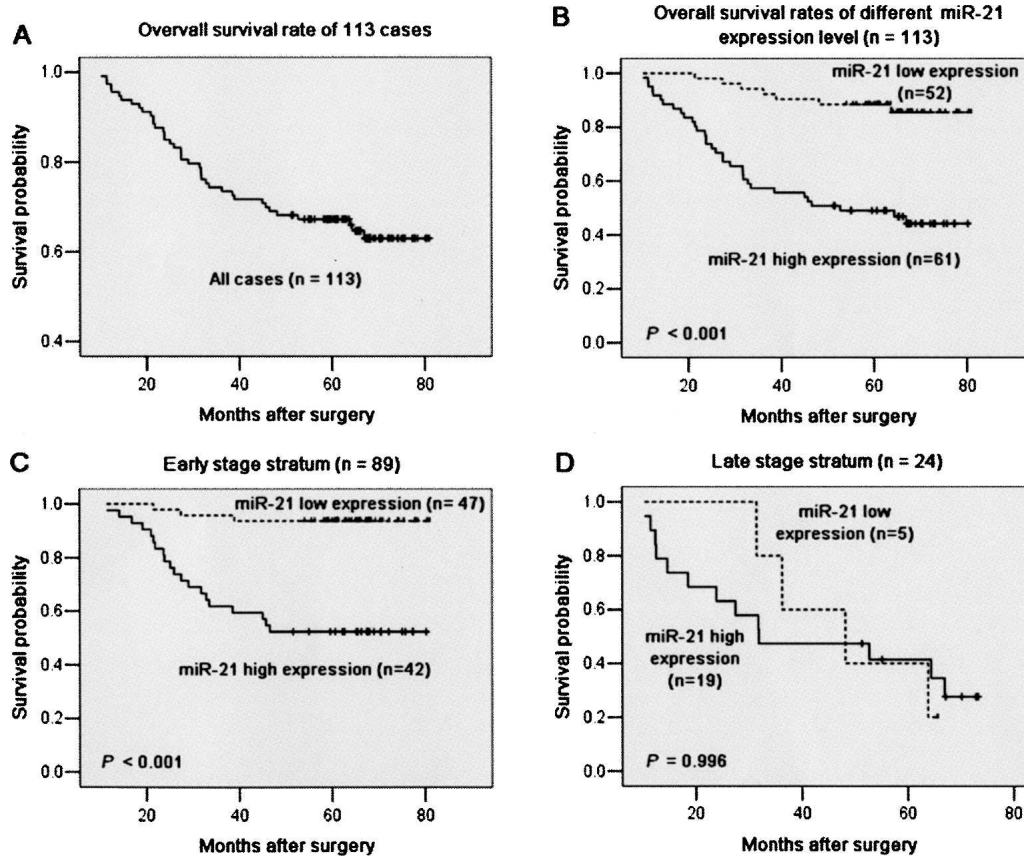 A
Overvall survival rate of 113 cases
1.0
0.8
0.6
0.4
Survival probability
All cases (n = 113)
20
40
60
80
Months after surgery
B
Overall survival rates of different miR-21
expression level (n = 113)
1.0
0.8
0.6
0.4
0.2
0.0
Survival probability
miR-21 low expression
(n=52)
miR-21 high expression (n=61)
P < 0.001
20
40
60
80
Months after surgery
C
Early stage stratum (n = 89)
1.0
0.8
0.6
0.4
0.2
0.0
Survival probability
miR-21 low expression (n= 47)
miR-21 high expression (n=42)
P < 0.001
20
40
60
80
Months after surgery
D
Late stage stratum (n = 24)
1.0
0.8
0.6
0.4
0.2
0.0
Survival probability
miR-21 low
expression (n=5)
miR-21 high
expression
(n=19)
P = 0.996
20
40
60
80
Months after surgery